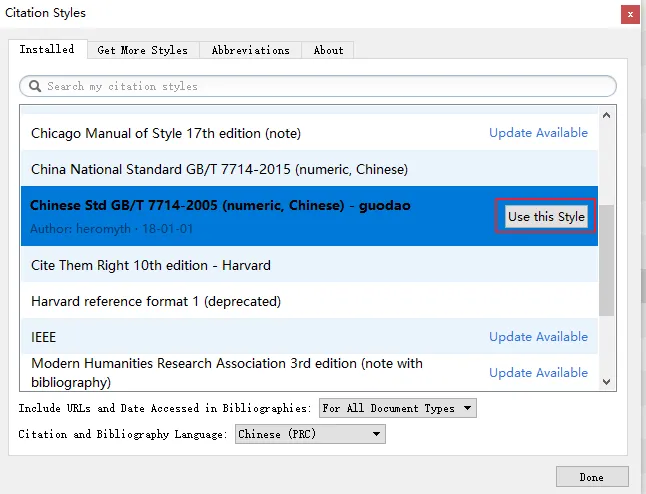 Citation Styles
x
Installed
Get More Styles
Abbreviations
About
Search my citation styles
Chicago Manual of Style 17th edition (note)
Update Available
China National Standard GB/T 7714-2015 (numeric, Chinese)
Chinese Std GB/T 7714-2005 (numeric, Chinese) - guodao
Author: heromyth · 18-01-01
Use this Style
Cite Them Right 10th edition - Harvard
Harvard reference format 1 (deprecated)
IEEE
Update Available
Modern Humanities Research Association 3rd edition (note with
bibliography)
Update Available
Include URLs and Date Accessed in Bibliographies:
For All Document Types
Citation and Bibliography Language:
Chinese (PRC)
Done